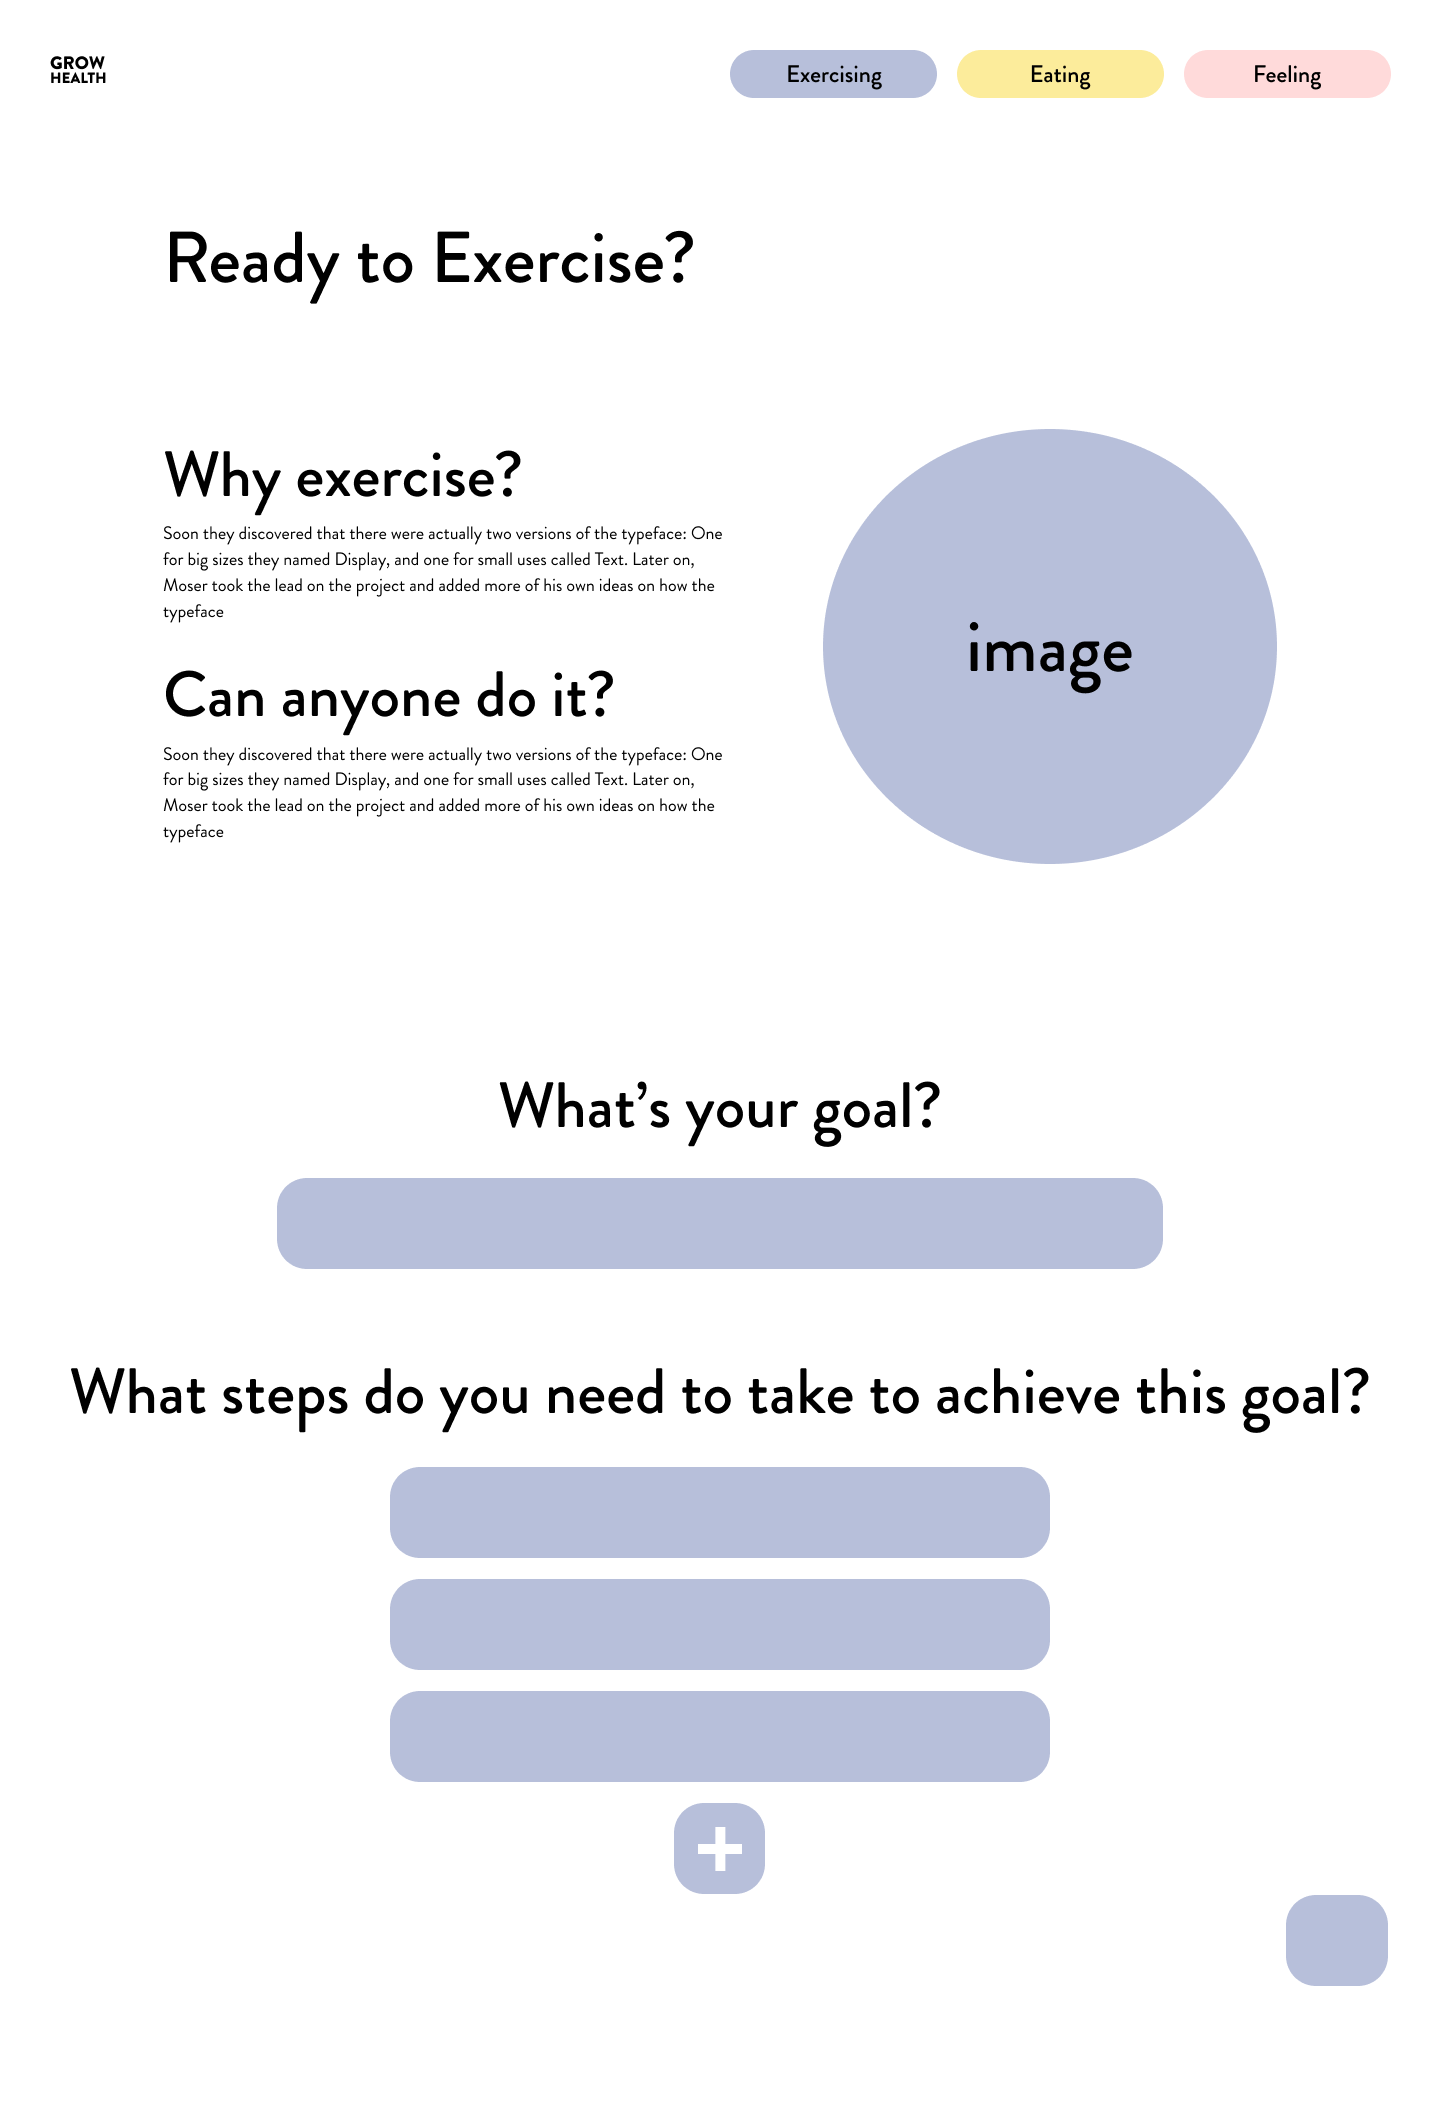 GROW
HEALTH
Exercising
Eating
Feeling
Ready to Exercise?
Why exercise?
Soon they discovered that there were actually two versions of the typeface: One
for big sizes they named Display, and one for small uses called Text. Later on,
Moser took the lead on the project and added more of his own ideas on how the
typeface
image
Can anyone do it?
Soon they discovered that there were actually two versions of the typeface: One
for big sizes they named Display, and one for small uses called Text. Later on,
Moser took the lead on the project and added more of his own ideas on how the
typeface
What’s your goal?
What steps do you need to take to achieve this goal?
+